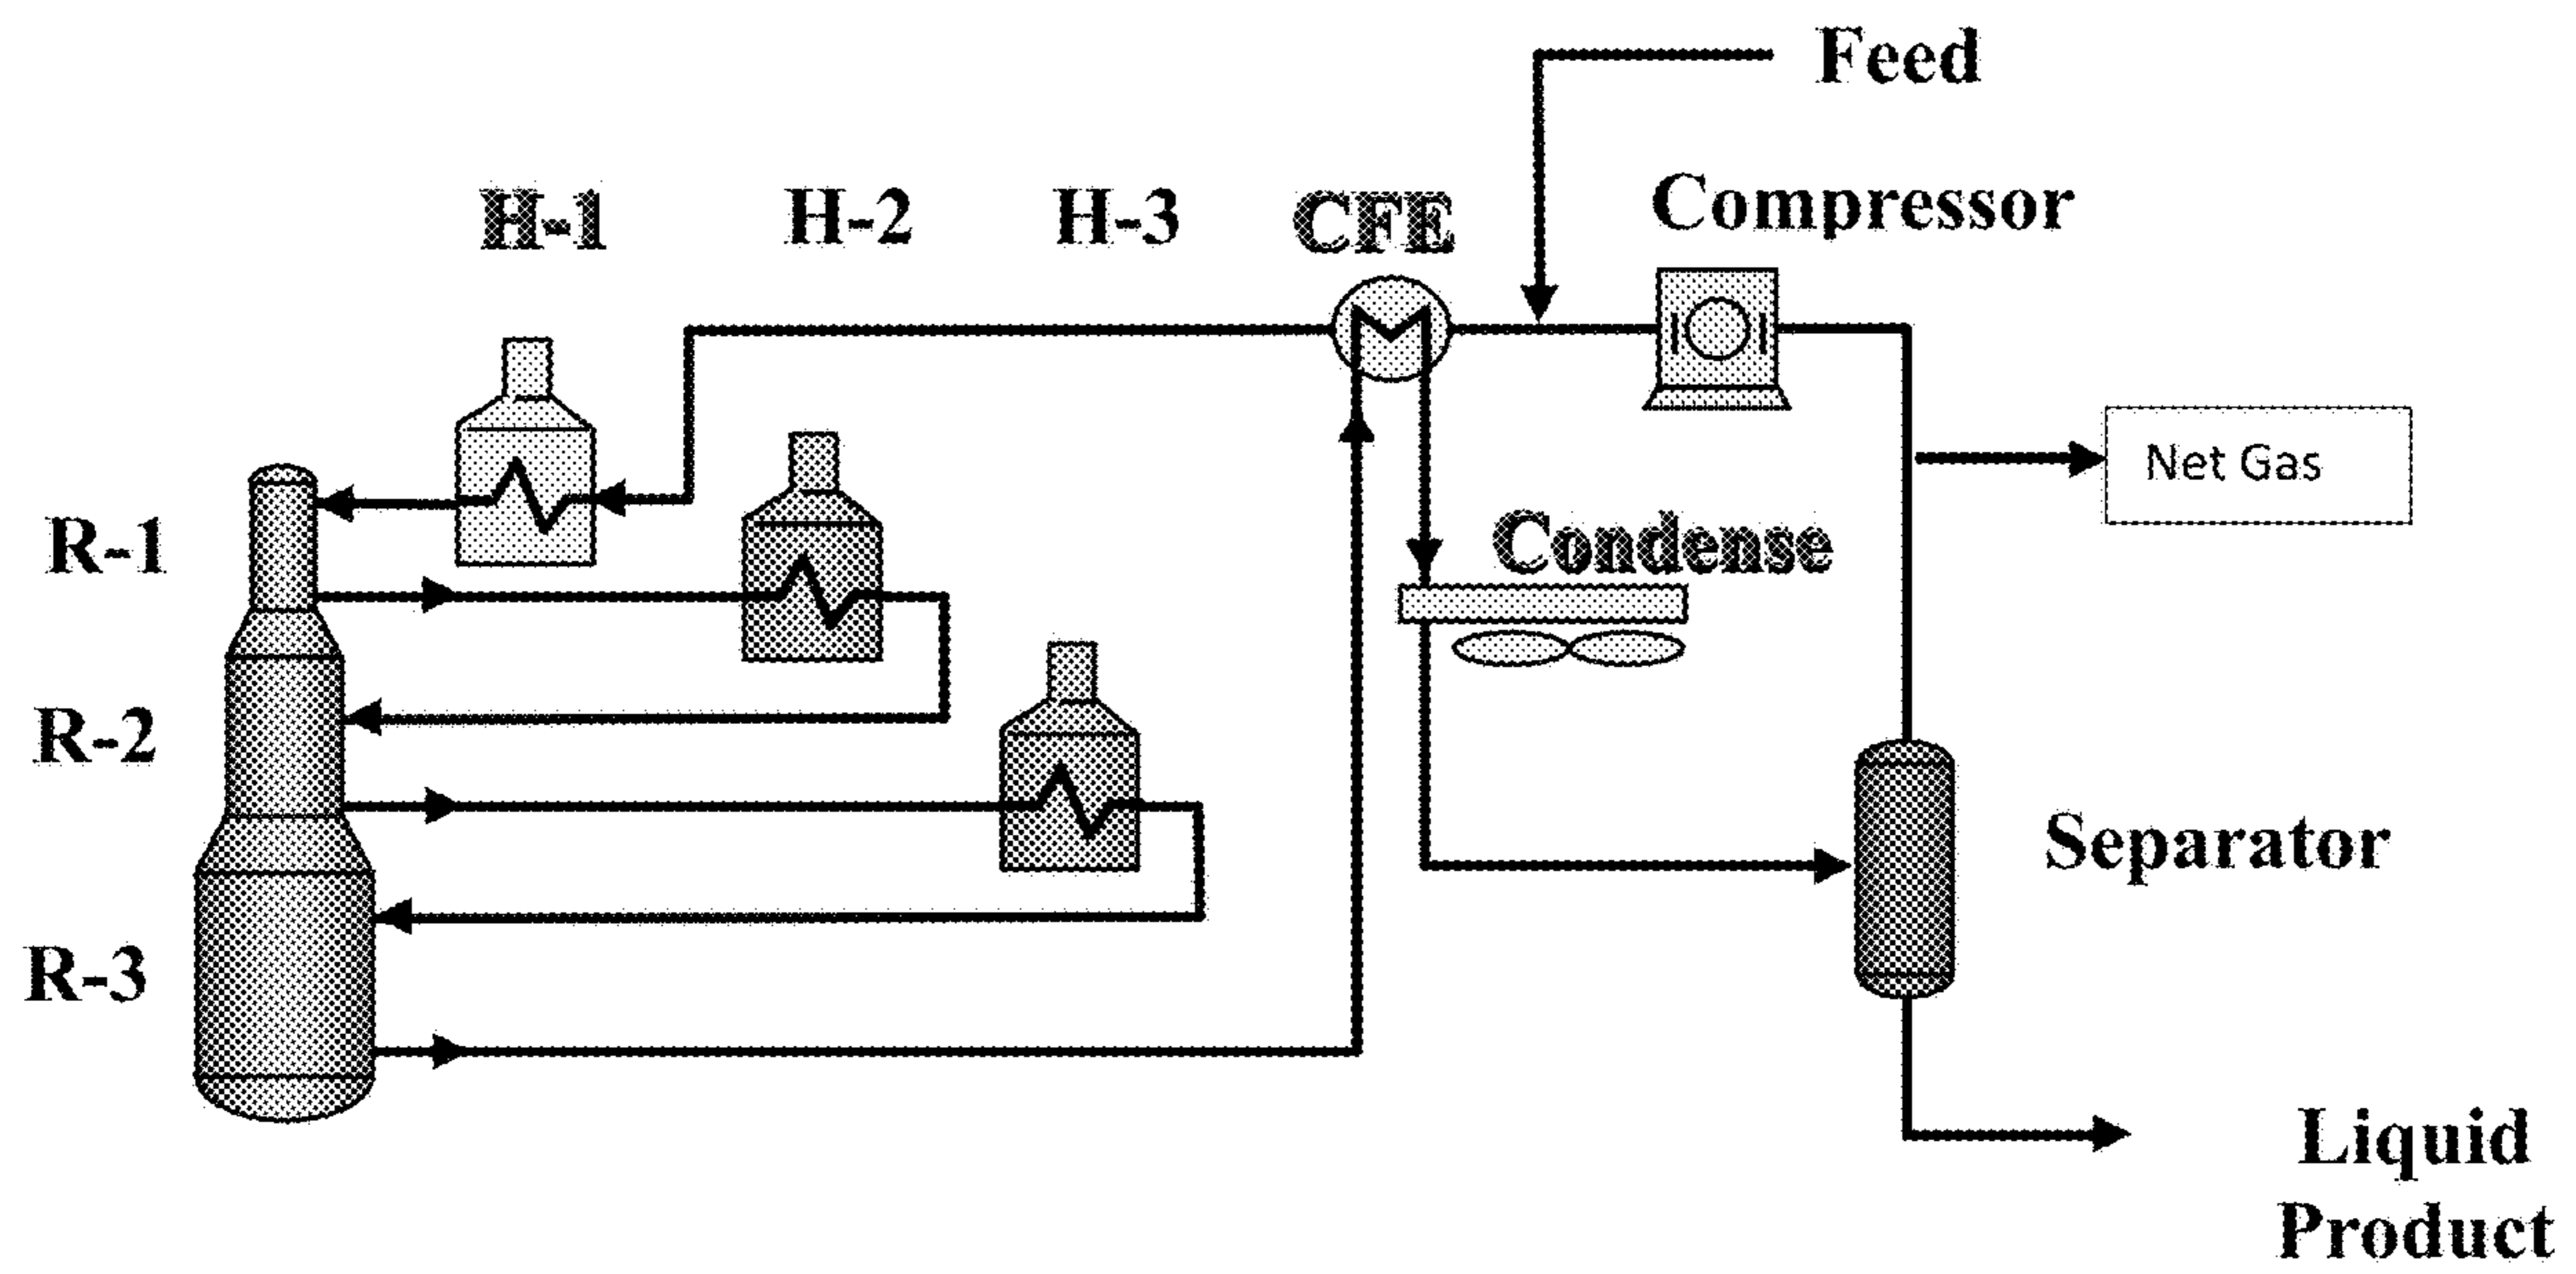 Feed
Compressor
H-1
H-2
H-3
CFE
Net Gas
R-1
Condense
R-2
Separator
R-3
Liquid
Product